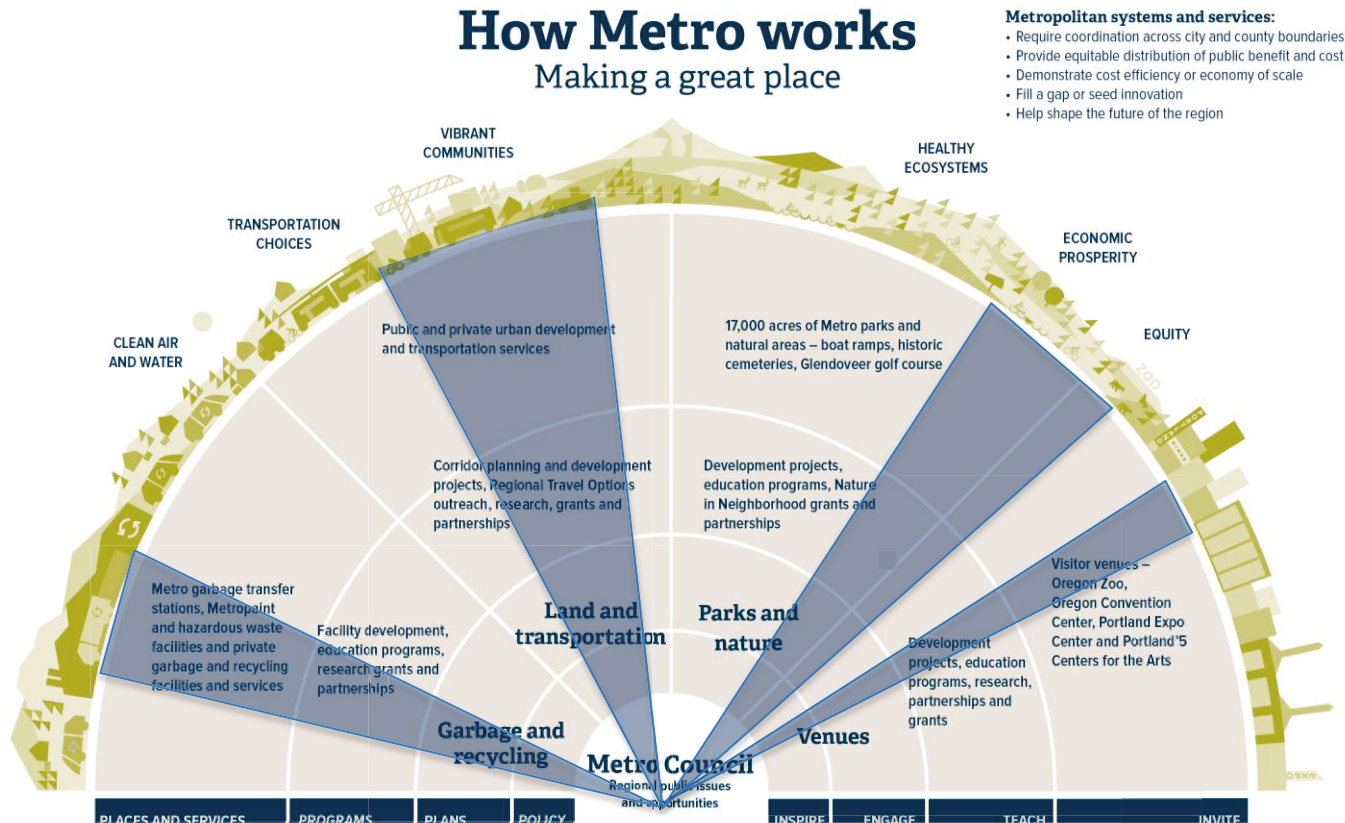 How Metro works
Making a great place
Metropolitan systems and services:
• Require coordination across city and county boundaries
• Provide equitable distribution of public benefit and cost
• Demonstrate cost efficiency or economy of scale
• Fill a gap or seed innovation
• Help shape the future of the region
VIBRANT
COMMUNITIES
HEALTHY
ECOSYSTEMS
TRANSPORTATION
CHOICES
ECONOMIC
PROSPERITY
CLEAN AIR
AND WATER
EQUITY
ZOO
PORTLAND
Public and private urban development
and transportation services
17,000 acres of Metro parks and
natural areas – boat ramps, historic
cemeteries, Glendoveer golf course
Corridor planning and development
projects, Regional Travel Options
outreach, research, grants and
partnerships
Development projects,
education programs, Nature
in Neighborhood grants and
partnerships
Metro garbage transfer
stations, Metropaint
and hazardous waste
facilities and private
garbage and recycling
facilities and services
Facility development,
education programs,
research grants and
partnerships
Land and
transportation
Parks and
nature
Visitor venues –
Oregon Zoo,
Oregon Convention
Center, Portland Expo
Center and Portland'5
Centers for the Arts
Development
projects, education
programs, research,
partnerships and
grants
Garbage and
recycling
Venues
Metro Council
Regional public issues
and opportunities
EXPO
PLACES AND SERVICES
PROGRAMS
PLANS
POLICY
INSPIRE
ENGAGE
TEACH
INVITE